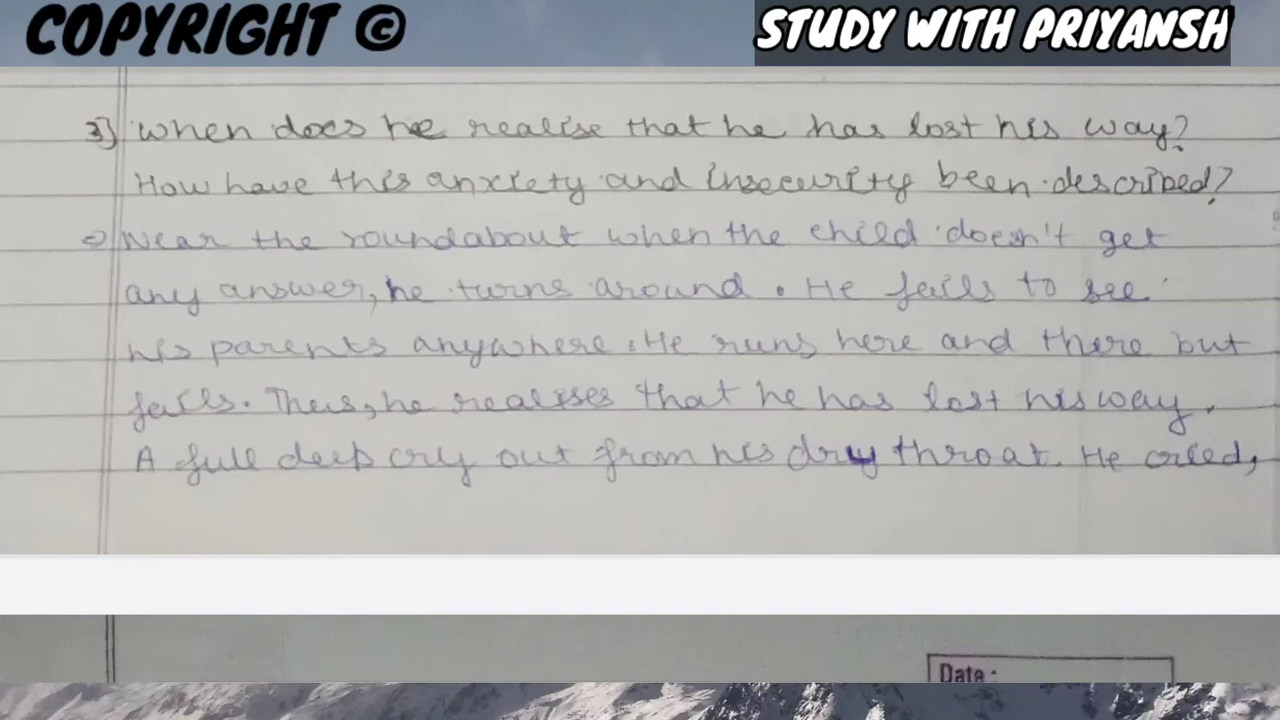 COPYRIGHT ©
STUDY WITH PRIYANSH
3] When does he realise that he has lost his way?
How have this anxiety and insecurity been described?
⇒ Near the roundabout when the child doesn't get
any answer, he turns around. He fails to see
his parents anywhere. He runs here and there but
fails. Thus, he realises that he has lost his way.
A full deep cry out from his dry throat. He cried,
Date: